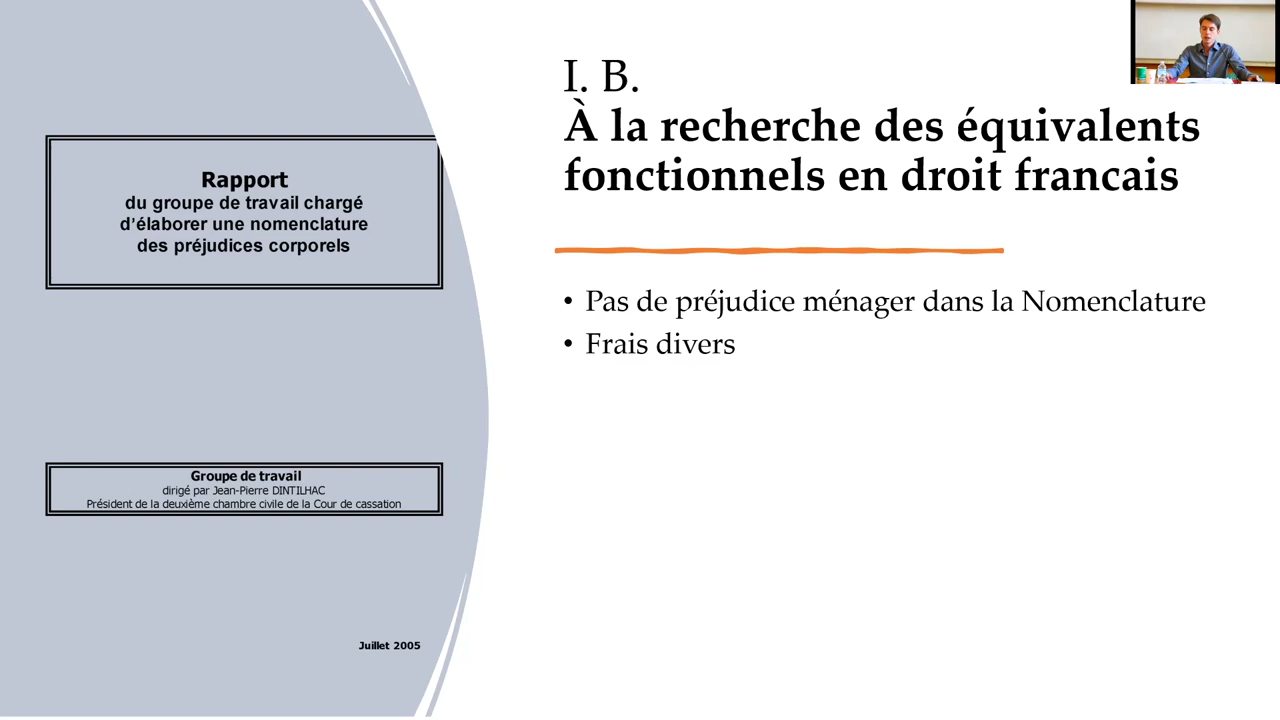 Rapport
du groupe de travail chargé
d'élaborer une nomenclature
des préjudices corporels
Groupe de travail
dirigé par Jean-Pierre DINTILHAC
Président de la deuxième chambre civile de la Cour de cassation
Juillet 2005
I. B.
À la recherche des équivalents
fonctionnels en droit francais
• Pas de préjudice ménager dans la Nomenclature
• Frais divers